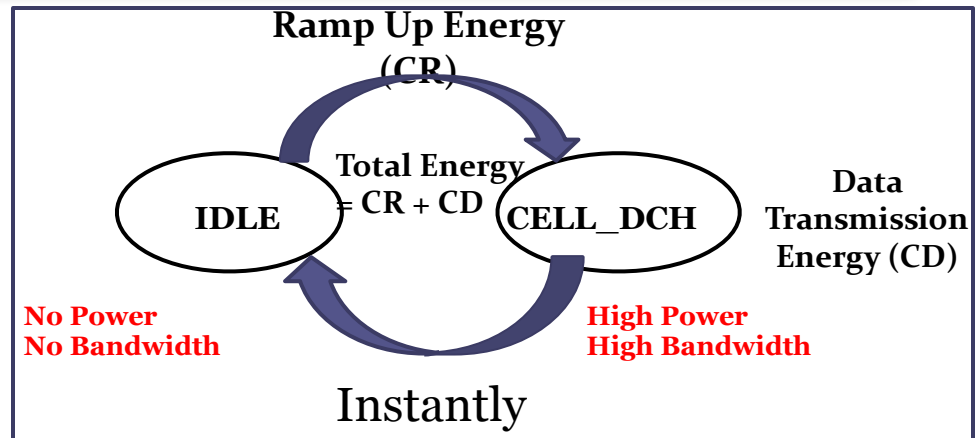 Ramp Up Energy
(CR)
Total Energy
= CR + CD
IDLE
CELL_DCH
Data
Transmission
Energy (CD)
No Power
No Bandwidth
High Power
High Bandwidth
Instantly